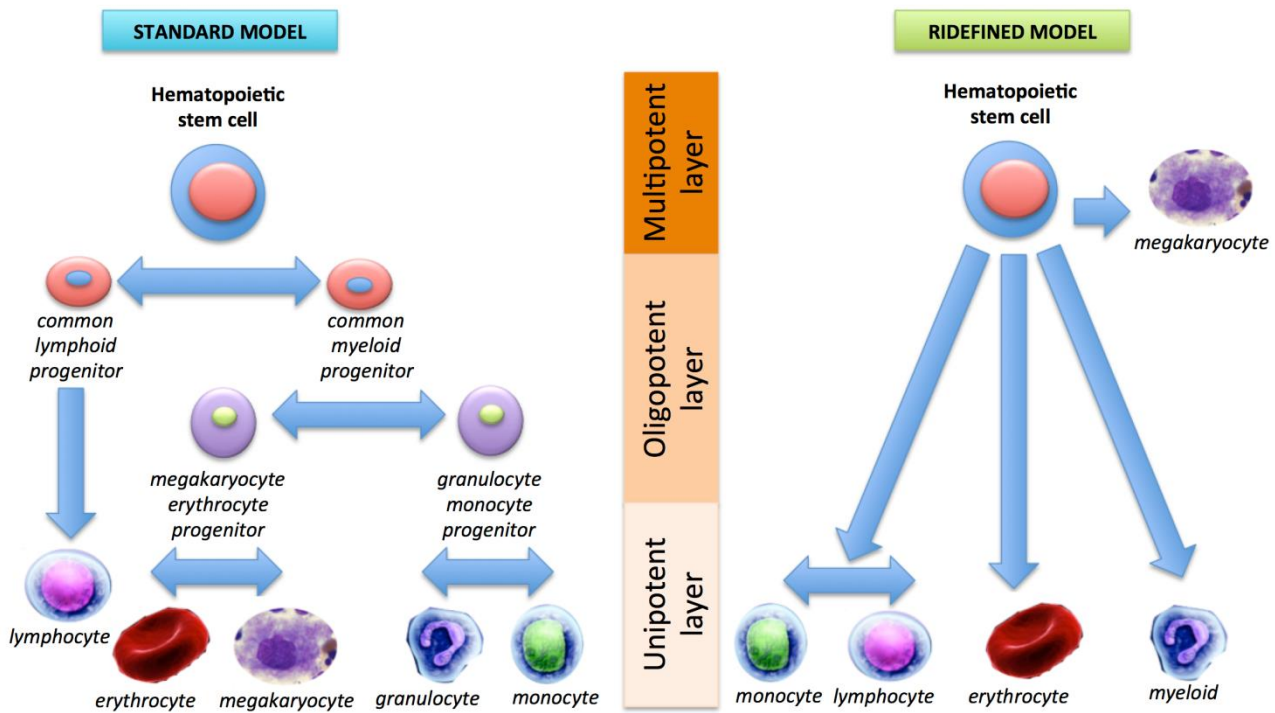 STANDARD MODEL
Hematopoietic
stem cell
common
lymphoid
progenitor
common
myeloid
progenitor
megakaryocyte
erythrocyte
progenitor
granulocyte
monocyte
progenitor
lymphocyte
erythrocyte
megakaryocyte
granulocyte
monocyte
Multipotent
layer
Oligopotent
layer
Unipotent
layer
RIDEFINED MODEL
Hematopoietic
stem cell
megakaryocyte
monocyte
lymphocyte
erythrocyte
myeloid